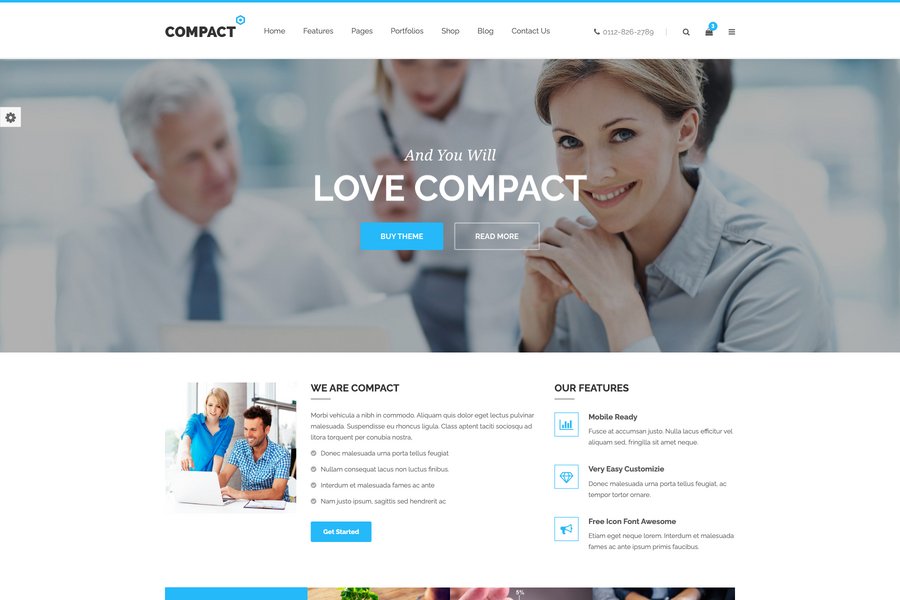 COMPACT
Home Features Pages Portfolios Shop Blog Contact Us
0112-826-2789
3
And You Will
LOVE COMPACT
BUY THEME READ MORE
WE ARE COMPACT
Morbi vehicula a nibh in commodo. Aliquam quis dolor eget lectus pulvinar
malesuada. Suspendisse eu rhoncus ligula. Class aptent taciti sociosqu ad
litora torquent per conubia nostra.
Donec malesuada urna porta tellus feugiat
Nullam consequat lacus non luctus finibus.
Interdum et malesuada fames ac ante
Nam justo ipsum, sagittis sed hendrerit ac
Get Started
OUR FEATURES
Mobile Ready
Fusce at accumsan justo. Nulla lacus efficitur vel
aliquam sed, fringilla sit amet neque.
Very Easy Customizie
Donec malesuada urna porta tellus feugiat, ac
tempor tortor ornare.
Free Icon Font Awesome
Etiam eget neque lorem. Interdum et malesuada
fames ac ante ipsum primis faucibus.
5%